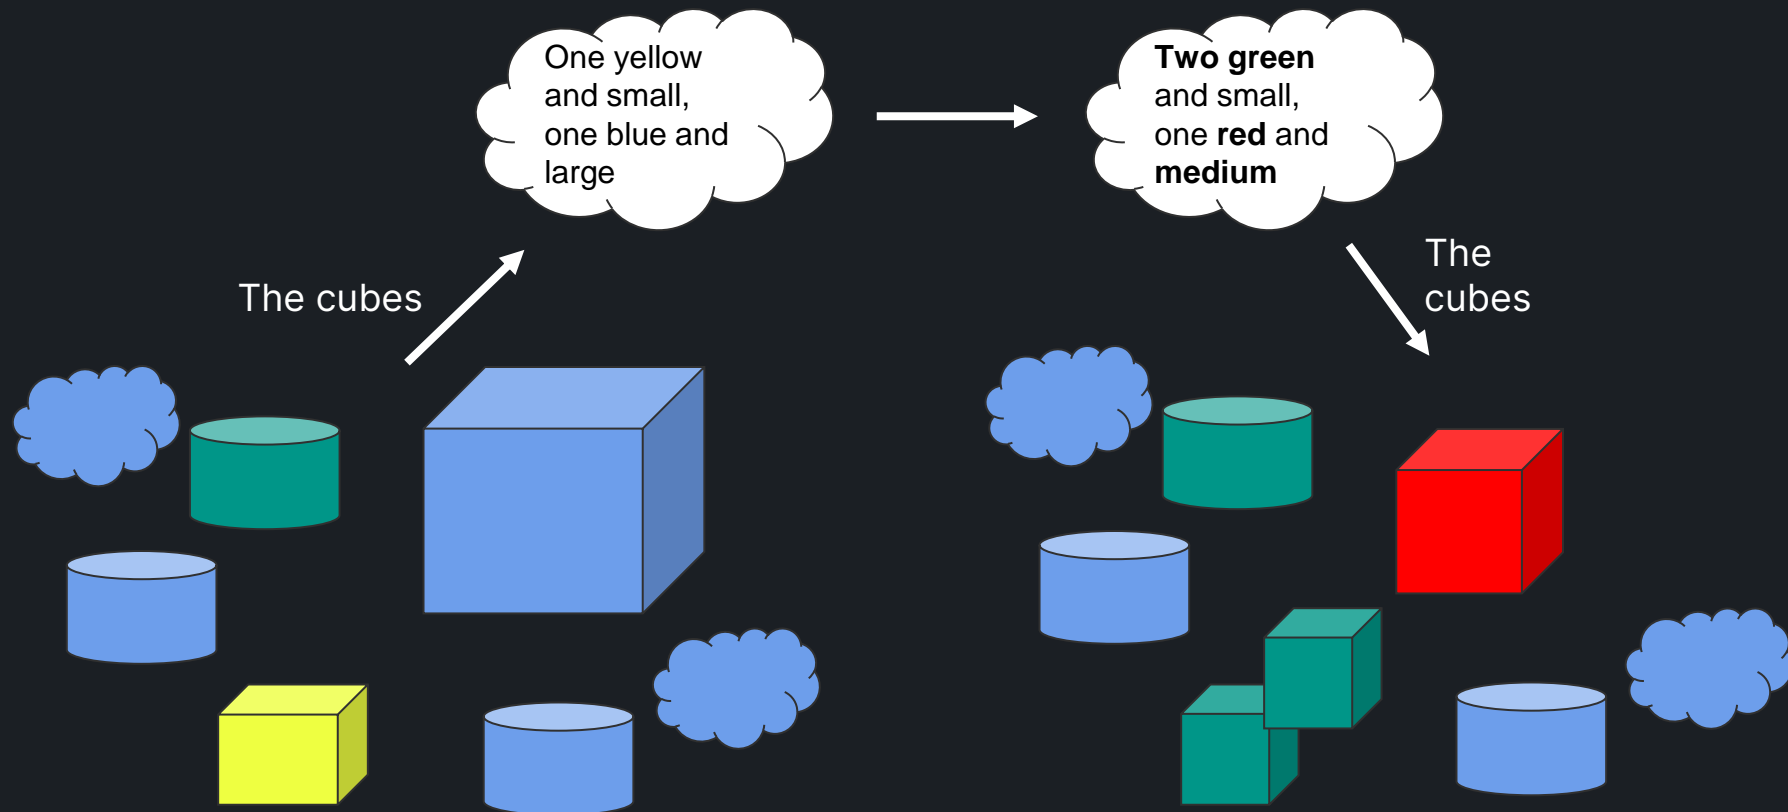 One yellow
and small,
one blue and
large
Two green
and small,
one red and
medium
The cubes
The
cubes